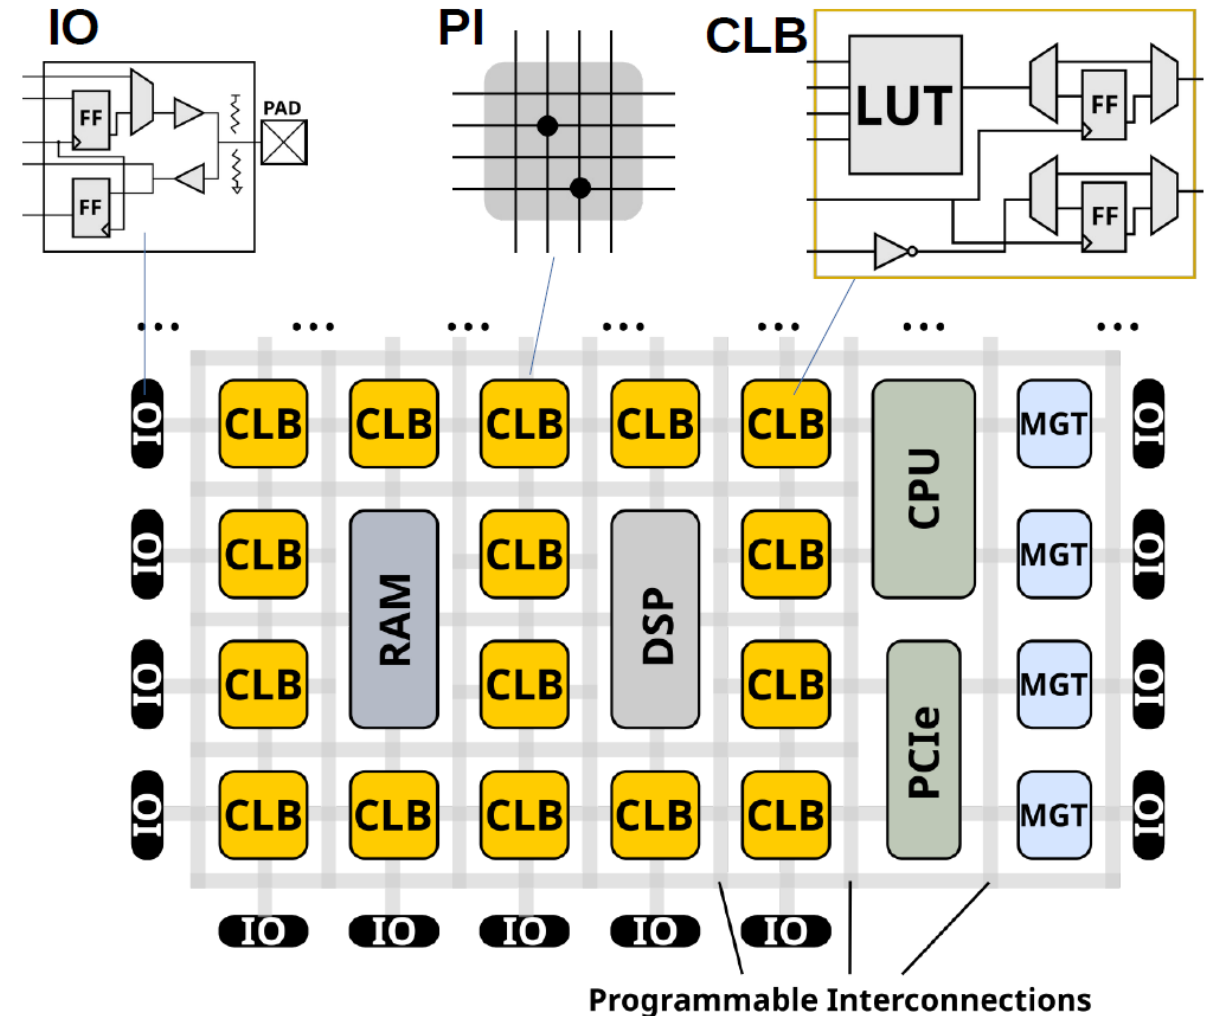 IO
PI
CLB
FF
PAD
FF
LUT
FF
FF
... ... ... ... ... ... ...
IO CLB CLB CLB CLB CLB CPU MGT IO
IO CLB RAM CLB DSP CLB MGT IO
IO CLB CLB CLB PCIe MGT IO
IO CLB CLB CLB CLB CLB MGT IO
IO IO IO IO IO
Programmable Interconnections